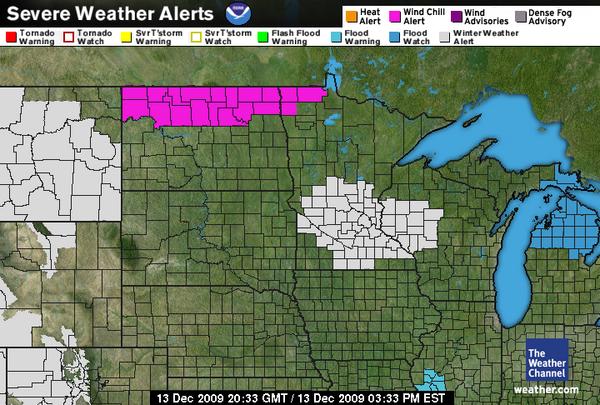 Severe Weather Alerts
NOAA
Heat Alert
Wind Chill Alert
Wind Advisories
Dense Fog Advisory
Tornado Warning
Tornado Watch
SvrT'storm Warning
SvrT'storm Watch
Flash Flood Warning
Flood Warning
Flood Watch
Winter Weather Alert
The Weather Channel
weather.com
13 Dec 2009 20:33 GMT / 13 Dec 2009 03:33 PM EST